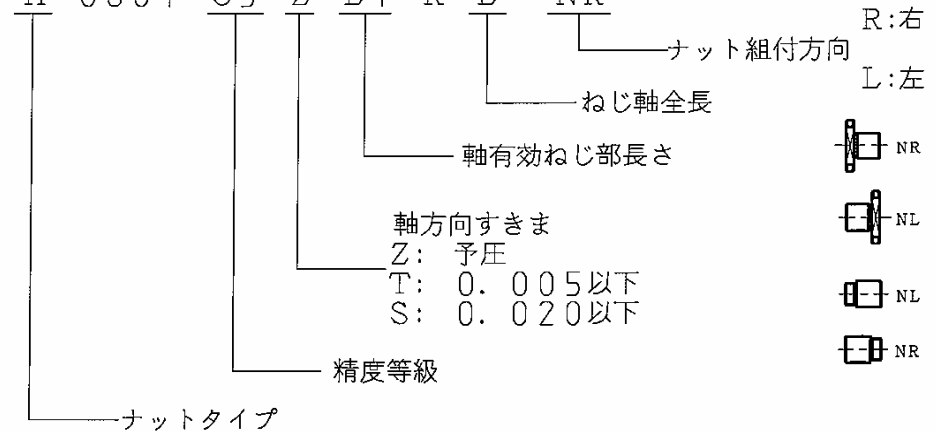 R:右
ナット組付方向
L:左
ねじ軸全長
NR
軸有効ねじ部長さ
NL
軸方向すきま
Z: 予圧
T: 0.005以下
NL
S: 0.020以下
NR
精度等級
ナットタイプ